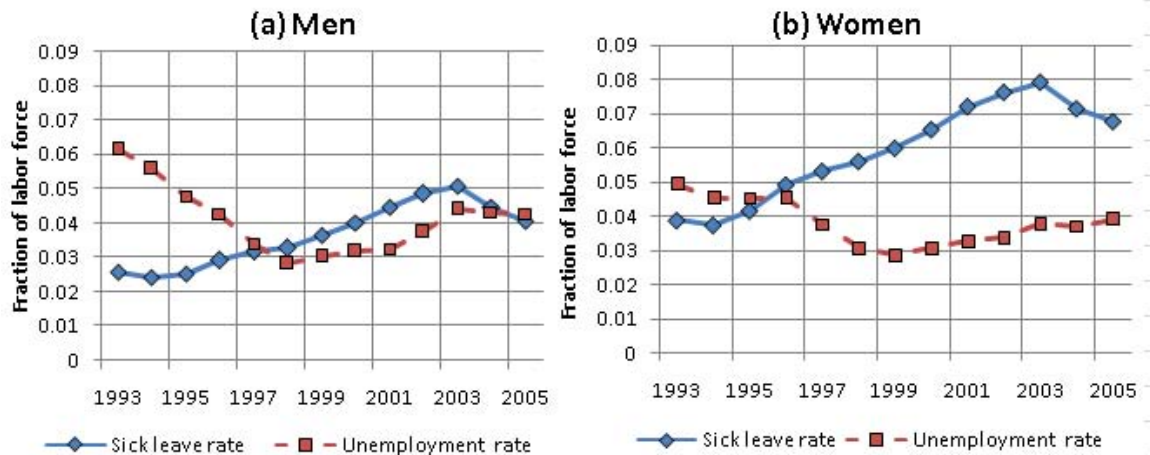 (a) Men
Fraction of labor force
0.09
0.08
0.07
0.06
0.05
0.04
0.03
0.02
0.01
0
1993 1995 1997 1999 2001 2003 2005
Sick leave rate Unemployment rate
(b) Women
Fraction of labor force
0.09
0.08
0.07
0.06
0.05
0.04
0.03
0.02
0.01
0
1993 1995 1997 1999 2001 2003 2005
Sick leave rate Unemployment rate